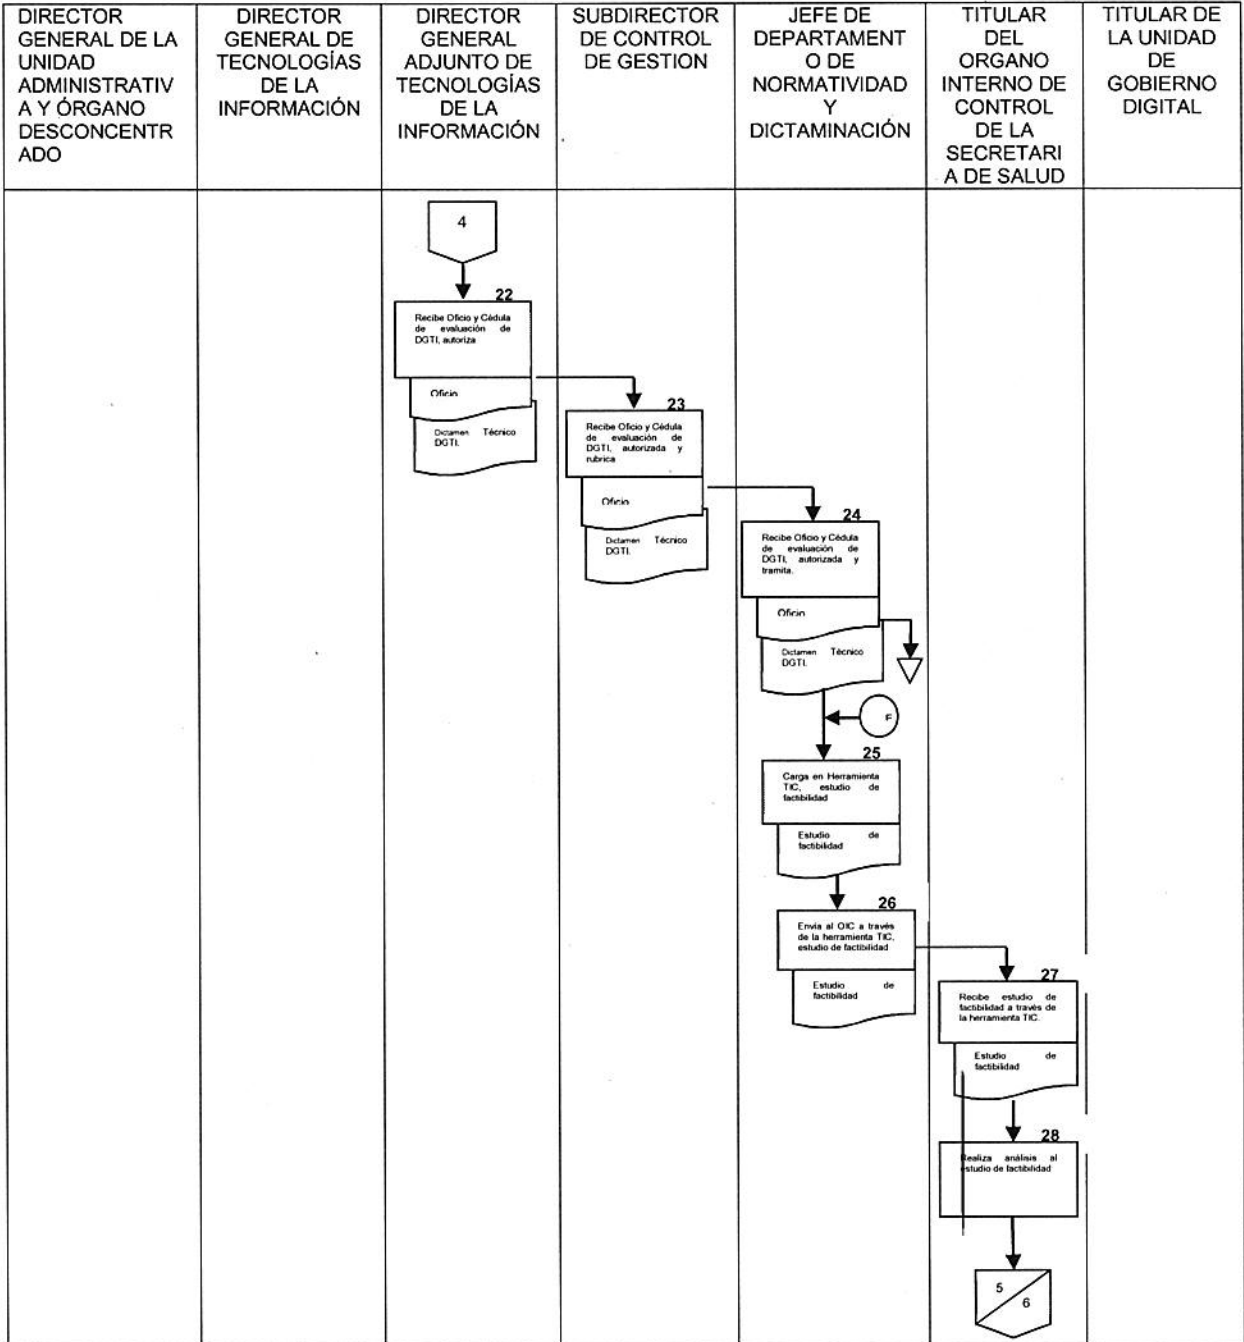 DIRECTOR
GENERAL DE LA
UNIDAD
ADMINISTRATIV
A Y ÓRGANO
DESCONCENTR
ADO
DIRECTOR
GENERAL DE
TECNOLOGÍAS
DE LA
INFORMACIÓN
DIRECTOR
GENERAL
ADJUNTO DE
TECNOLOGÍAS
DE LA
INFORMACIÓN
SUBDIRECTOR
DE CONTROL
DE GESTION
JEFE DE
DEPARTAMENT
O DE
NORMATIVIDAD
Y
DICTAMINACIÓN
TITULAR
DEL
ORGANO
INTERNO DE
CONTROL
DE LA
SECRETARI
A DE SALUD
TITULAR DE
LA UNIDAD
DE
GOBIERNO
DIGITAL
4
22
Recibe Oficio y Cédula
de evaluación de
DGTI, autoriza
Oficio
Dictamen Técnico
DGTI.
23
Recibe Oficio y Cédula
de evaluación de
DGTI, autorizada y
rubrica
Oficio
Dictamen Técnico
DGTI.
24
Recibe Oficio y Cédula
de evaluación de
DGTI, autorizada y
tramita.
Oficio
Dictamen Técnico
DGTI.
F
25
Carga en Herramienta
TIC, estudio de
factibilidad
Estudio de
factibilidad
26
Envia al OIC a través
de la herramienta TIC,
estudio de factibilidad
Estudio de
factibilidad
27
Recibe estudio de
factibilidad a través de
la herramienta TIC.
Estudio de
factibilidad
28
Realiza análisis al
estudio de factibilidad
5
6